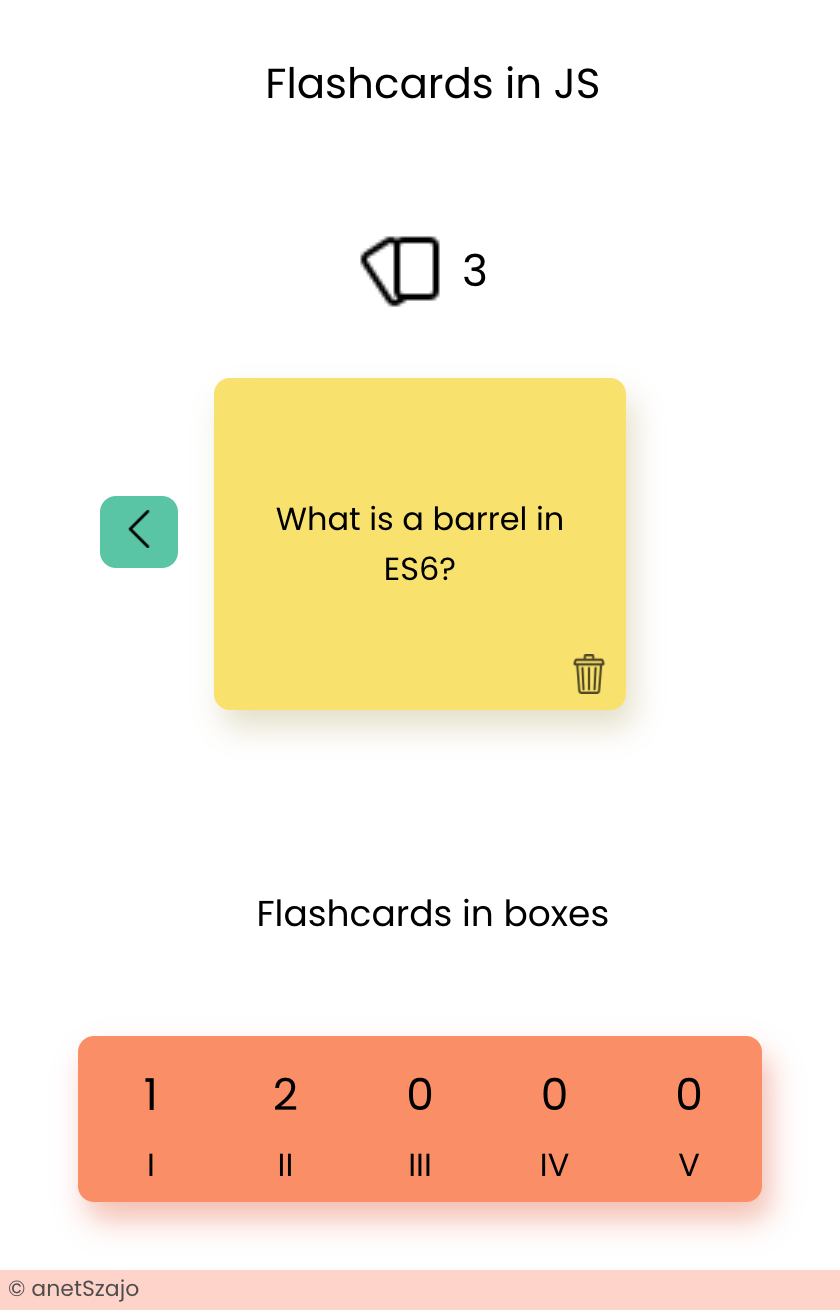 Flashcards in JS
3
What is a barrel in
ES6?
Flashcards in boxes
1 2 0 0 0
I II III IV V
© anetSzajo